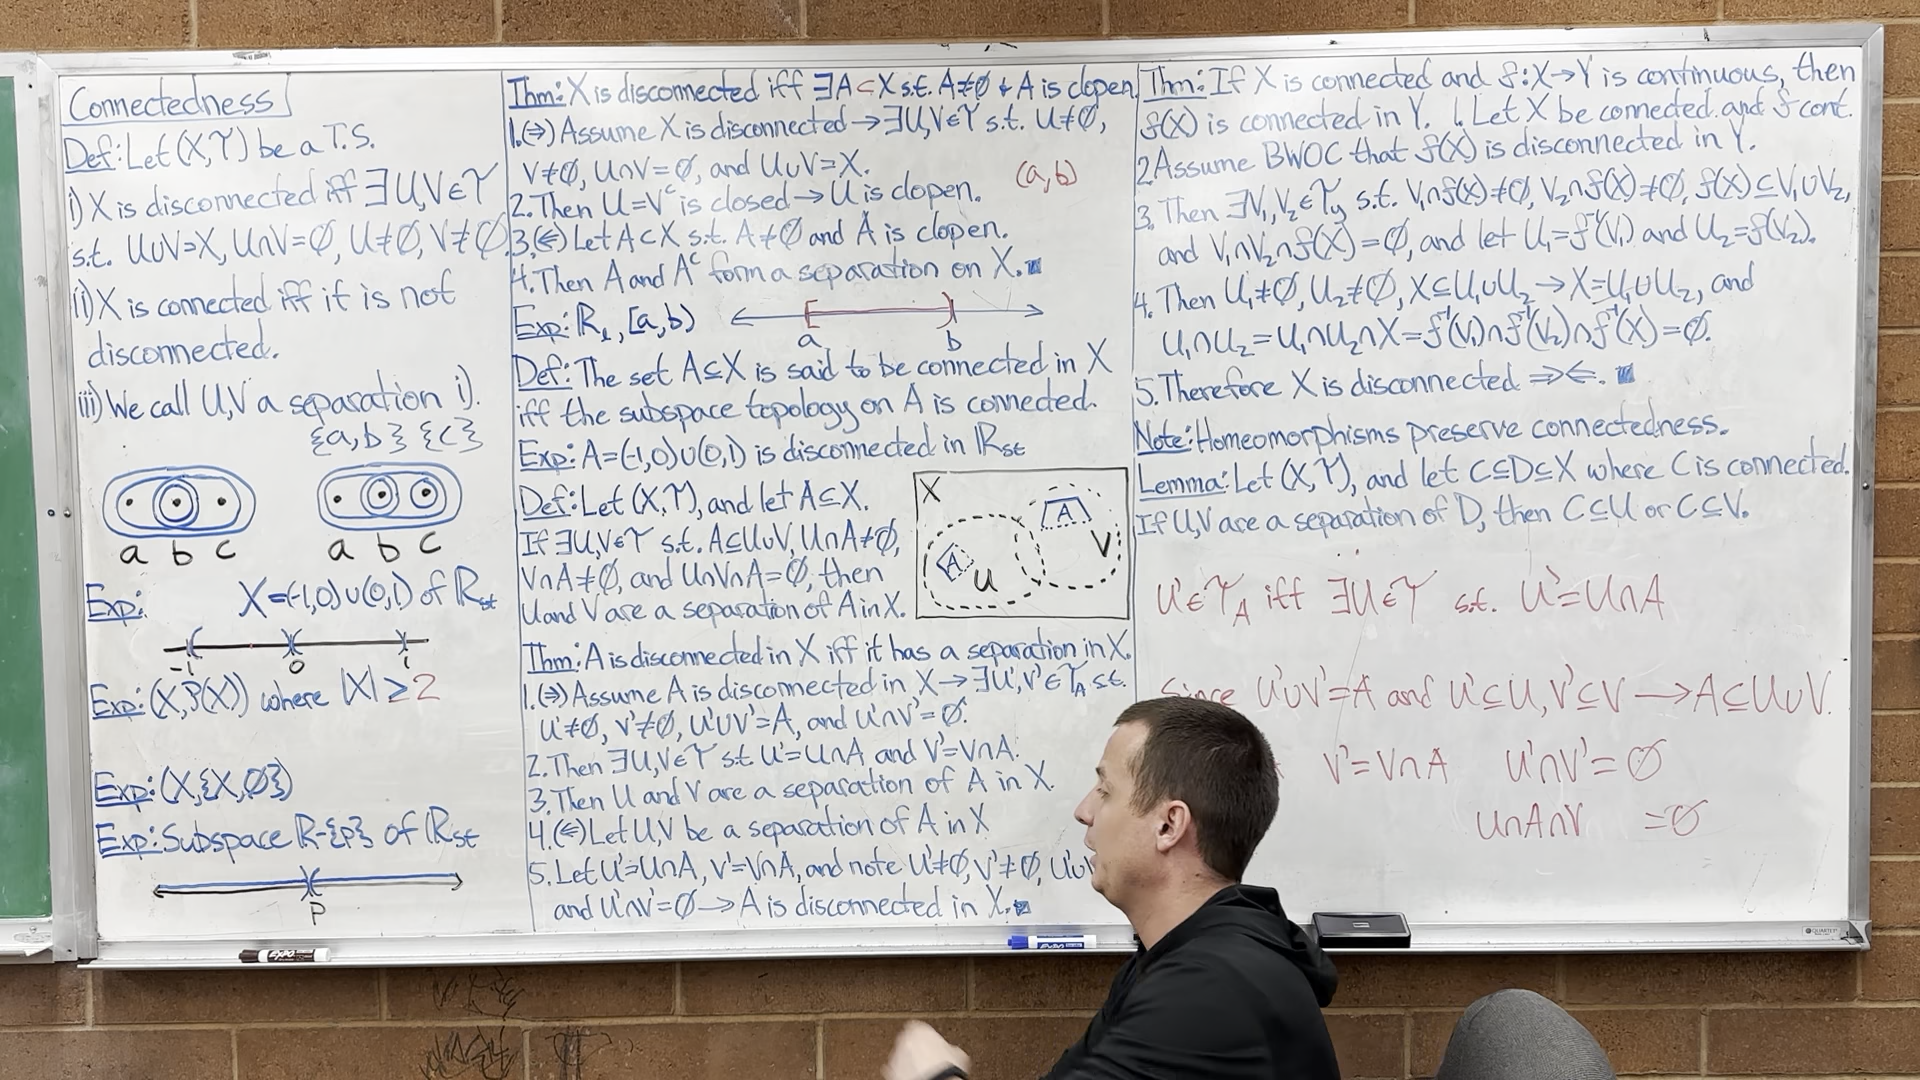 Connectedness
Def: Let (X,𝒯) be a T.S.
i) X is disconnected iff ∃U,V∈𝒯
s.t. U∪V=X, U∩V=∅, U≠∅, V≠∅.
ii) X is connected iff it is not
disconnected.
iii) We call U,V a separation i).
{a,b} {c}
a b c
a b c
Exp: X=(-1,0)∪(0,1) of ℝst
-1 0 1
Exp: (X,P(X)) where |X| ≥ 2
Exp: (X,{X,∅})
Exp: Subspace ℝ-{p} of ℝst
P
Thm: X is disconnected iff ∃A⊂X s.t. A≠∅ + A is clopen.
1.(⇒) Assume X is disconnected → ∃U,V∈𝒯 s.t. U≠∅,
V≠∅, U∩V=∅, and U∪V=X.
(a,b)
2. Then U=Vᶜ is closed → U is clopen.
3.(⇐) Let A⊂X s.t. A≠∅ and A is clopen.
4. Then A and Aᶜ form a separation on X. ■
Exp: ℝₗ, [a,b)
a b
Def: The set A⊆X is said to be connected in X
iff the subspace topology on A is connected.
Exp: A=(-1,0)∪(0,1) is disconnected in ℝst
Def: Let (X,𝒯), and let A⊆X.
If ∃U,V∈𝒯 s.t. A⊆U∪V, U∩A≠∅,
V∩A≠∅, and U∩V∩A=∅, then
U and V are a separation of A in X.
X A
A U V
Thm: A is disconnected in X iff it has a separation in X.
1.(⇒) Assume A is disconnected in X → ∃U',V'∈𝒯_A s.t.
U'≠∅, V'≠∅, U'∪V'=A, and U'∩V'=∅.
2. Then ∃U,V∈𝒯 s.t. U'=U∩A and V'=V∩A.
3. Then U and V are a separation of A in X.
4.(⇐) Let U,V be a separation of A in X
5. Let U'=U∩A, V'=V∩A, and note U'≠∅, V'≠∅, U'∪V
and U'∩V'=∅ → A is disconnected in X. ■
Thm: If X is connected and f:X→Y is continuous, then
f(X) is connected in Y. 1. Let X be connected and f cont.
2 Assume BWOC that f(X) is disconnected in Y.
3. Then ∃V₁,V₂∈𝒯y s.t. V₁∩f(X)≠∅, V₂∩f(X)≠∅, f(X)⊆V₁∪V₂,
and V₁∩V₂∩f(X)=∅, and let U₁=f⁻¹(V₁) and U₂=f⁻¹(V₂).
4. Then U₁≠∅, U₂≠∅, X⊆U₁∪U₂ → X=U₁∪U₂, and
U₁∩U₂=U₁∩U₂∩X=f⁻¹(V₁)∩f⁻¹(V₂)∩f⁻¹(X)=∅.
5. Therefore X is disconnected ⇒⇐. ■
Note: Homeomorphisms preserve connectedness.
Lemma: Let (X,𝒯), and let C⊆D⊆X where C is connected.
If U,V are a separation of D, then C⊆U or C⊆V.
U'∈𝒯_A iff ∃U∈𝒯 s.t. U'=U∩A
Since U'∪V'=A and U'⊆U, V'⊆V → A⊆U∪V.
V'=V∩A U'∩V'=∅
U∩A∩V =∅
EXPO
EXPO
QUARTET